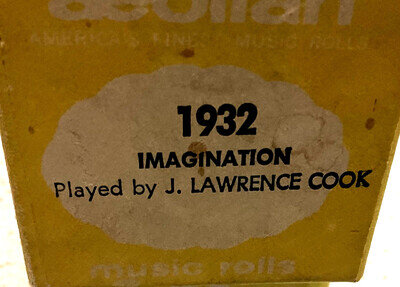 aeolian
AMERICA'S FINEST MUSIC ROLLS
1932
IMAGINATION
Played by J. LAWRENCE COOK
music rolls